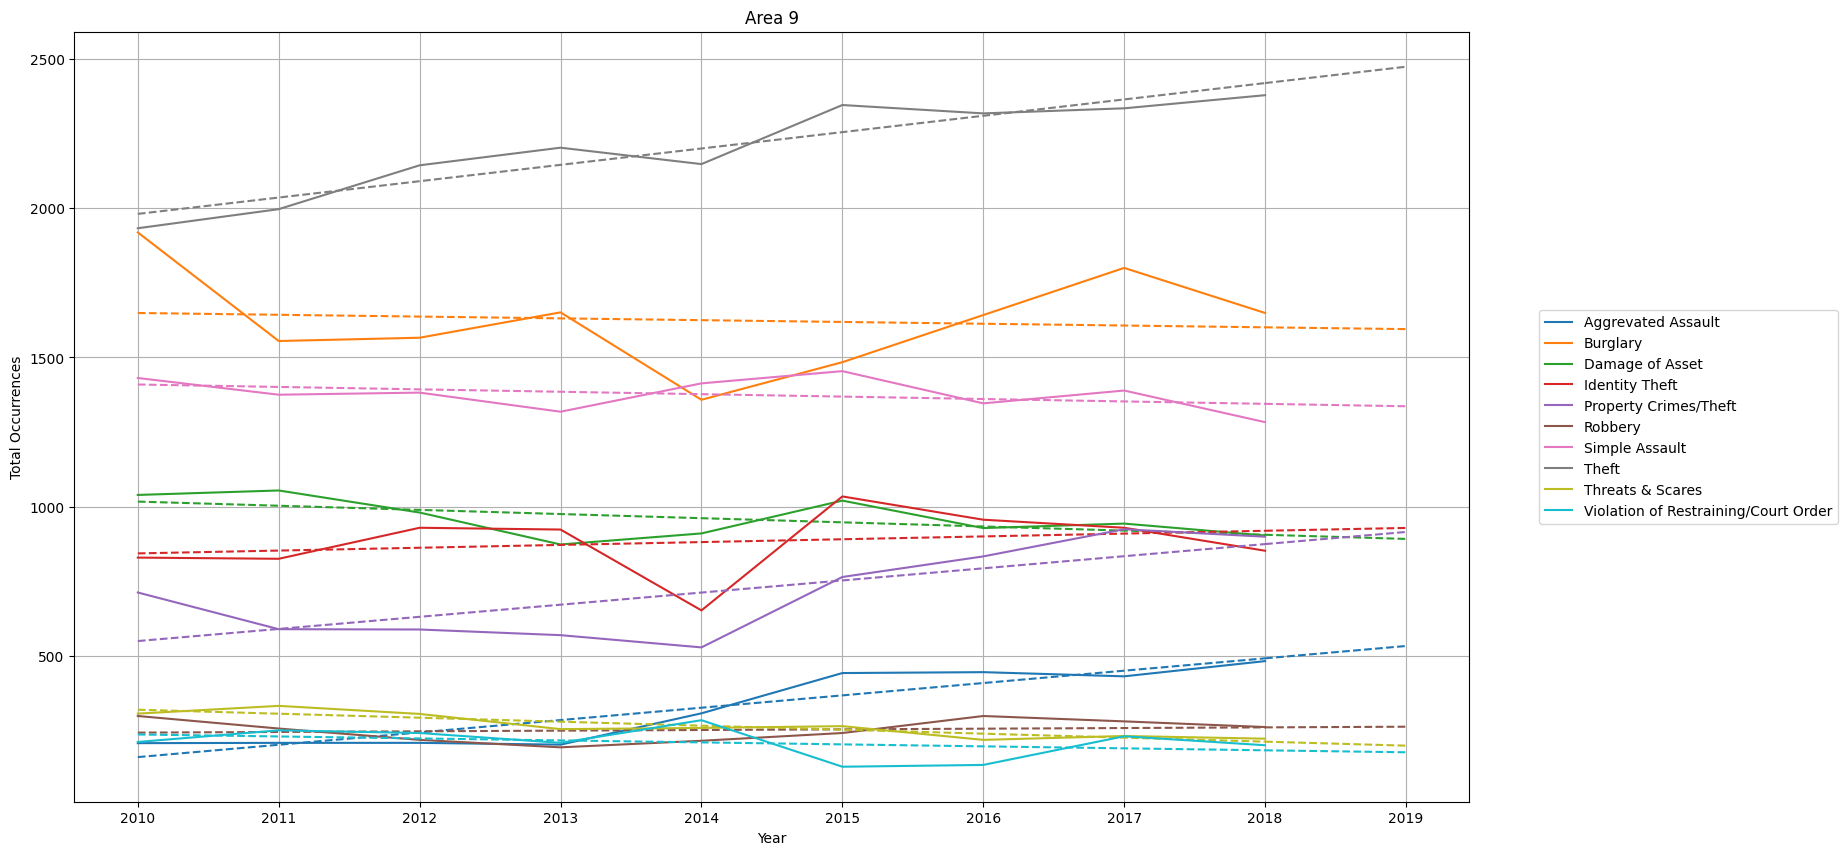 Area 9
2500
2000
1500
1000
500
Total Occurrences
2010 2011 2012 2013 2014 2015 2016 2017 2018 2019
Year
Aggrevated Assault
Burglary
Damage of Asset
Identity Theft
Property Crimes/Theft
Robbery
Simple Assault
Theft
Threats & Scares
Violation of Restraining/Court Order